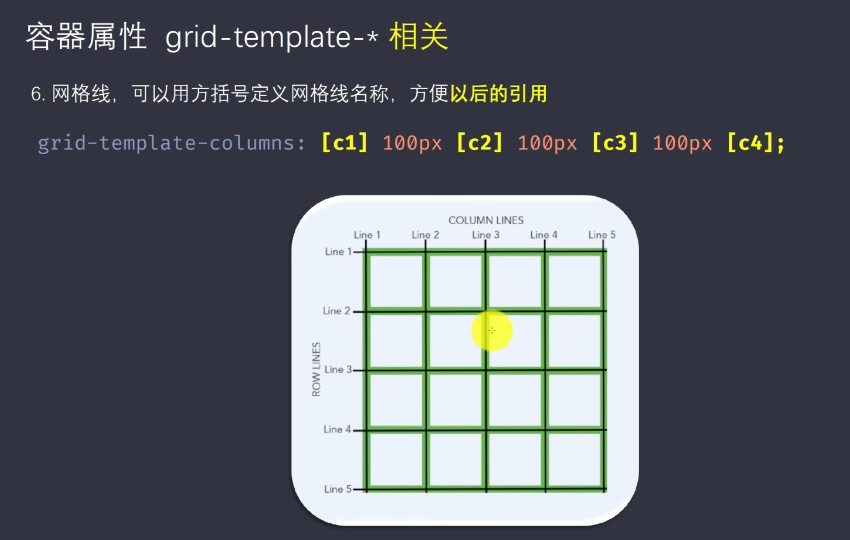 容器属性 grid-template-* 相关
6. 网格线，可以用方括号定义网格线名称，方便以后的引用
grid-template-columns: [c1] 100px [c2] 100px [c3] 100px [c4];
COLUMN LINES
Line 1 Line 2 Line 3 Line 4 Line 5
Line 1
Line 2
ROW LINES
Line 3
Line 4
Line 5